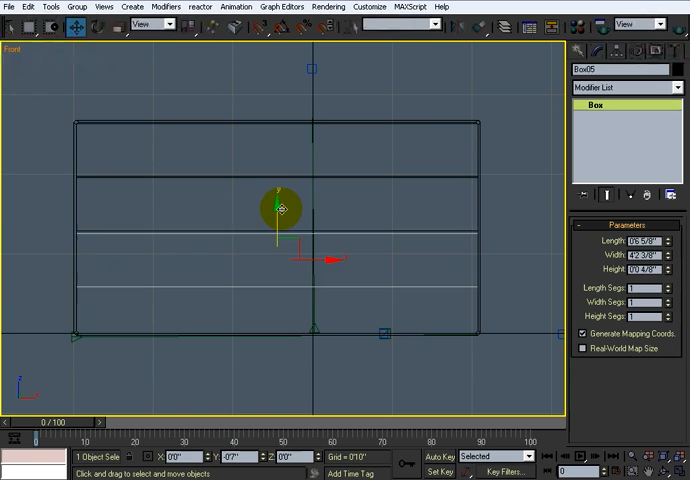 File Edit Tools Group Views Create Modifiers reactor Animation Graph Editors Rendering Customize MAXScript Help
View
View
Front
Box05
Modifier List
Box
Parameters
Length: 0'6 5/8"
Width: 4'2 3/8"
Height: 0'0 4/8"
Length Segs: 1
Width Segs: 1
Height Segs: 1
Generate Mapping Coords.
Real-World Map Size
y
z
0 / 100
0 10 20 30 40 50 60 70 80 90 100
1 Object Sele X: 0'0" Y: -0'7" Z: 0'0" Grid = 0'10" Auto Key Selected
Click and drag to select and move objects Add Time Tag Set Key Key Filters... 0